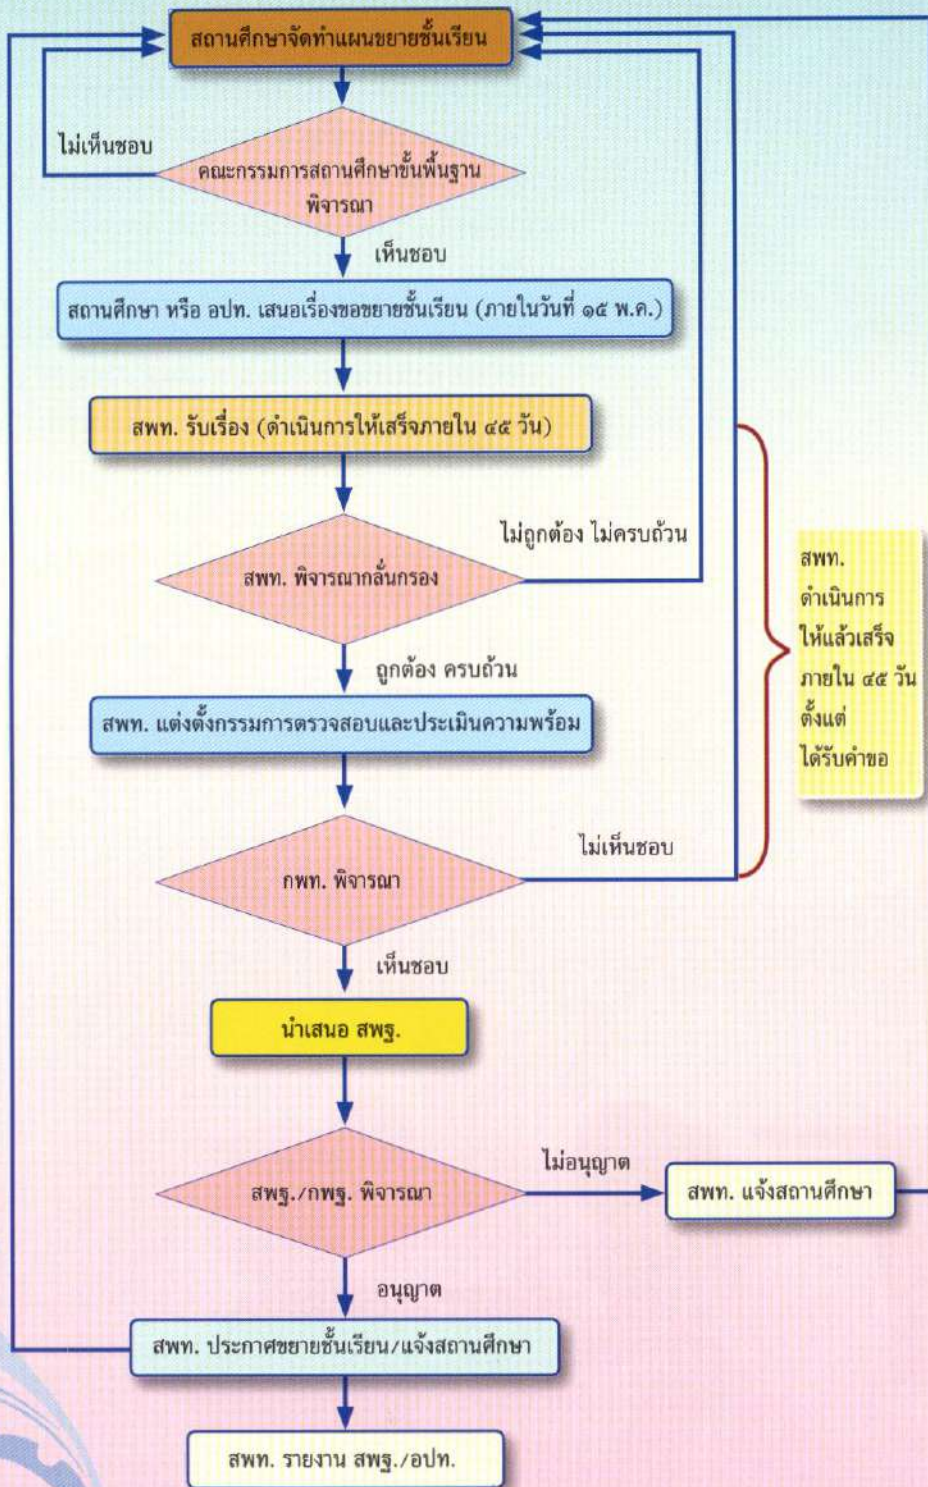 สถานศึกษาจัดทำแผนขยายชั้นเรียน
ไม่เห็นชอบ
คณะกรรมการสถานศึกษาขั้นพื้นฐาน
พิจารณา
เห็นชอบ
สถานศึกษา หรือ อปท. เสนอเรื่องขอขยายชั้นเรียน (ภายในวันที่ ๑๕ พ.ค.)
สพท. รับเรื่อง (ดำเนินการให้เสร็จภายใน ๔๕ วัน)
ไม่ถูกต้อง ไม่ครบถ้วน
สพท. พิจารณากลั่นกรอง
สพท.
ดำเนินการ
ให้แล้วเสร็จ
ภายใน ๔๕ วัน
ตั้งแต่
ได้รับคำขอ
ถูกต้อง ครบถ้วน
สพท. แต่งตั้งกรรมการตรวจสอบและประเมินความพร้อม
ไม่เห็นชอบ
กพท. พิจารณา
เห็นชอบ
นำเสนอ สพฐ.
ไม่อนุญาต
สพฐ./กพฐ. พิจารณา
สพท. แจ้งสถานศึกษา
อนุญาต
สพท. ประกาศขยายชั้นเรียน/แจ้งสถานศึกษา
สพท. รายงาน สพฐ./อปท.